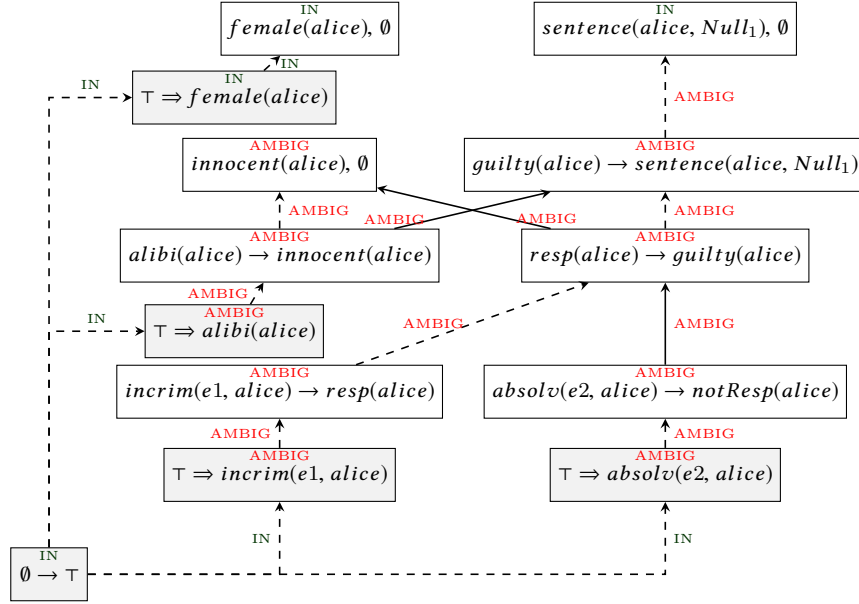 IN IN
female(alice), ∅ sentence(alice, Null₁), ∅
IN
IN IN
⊤ ⇒ female(alice) AMBIG
AMBIG AMBIG
innocent(alice), ∅ guilty(alice) → sentence(alice, Null₁)
AMBIG AMBIG AMBIG AMBIG
AMBIG AMBIG
alibi(alice) → innocent(alice) resp(alice) → guilty(alice)
AMBIG
AMBIG
IN ⊤ ⇒ alibi(alice) AMBIG AMBIG
AMBIG AMBIG
incrim(e1, alice) → resp(alice) absolv(e2, alice) → notResp(alice)
AMBIG AMBIG
AMBIG AMBIG
⊤ ⇒ incrim(e1, alice) ⊤ ⇒ absolv(e2, alice)
IN IN
IN
∅ → ⊤